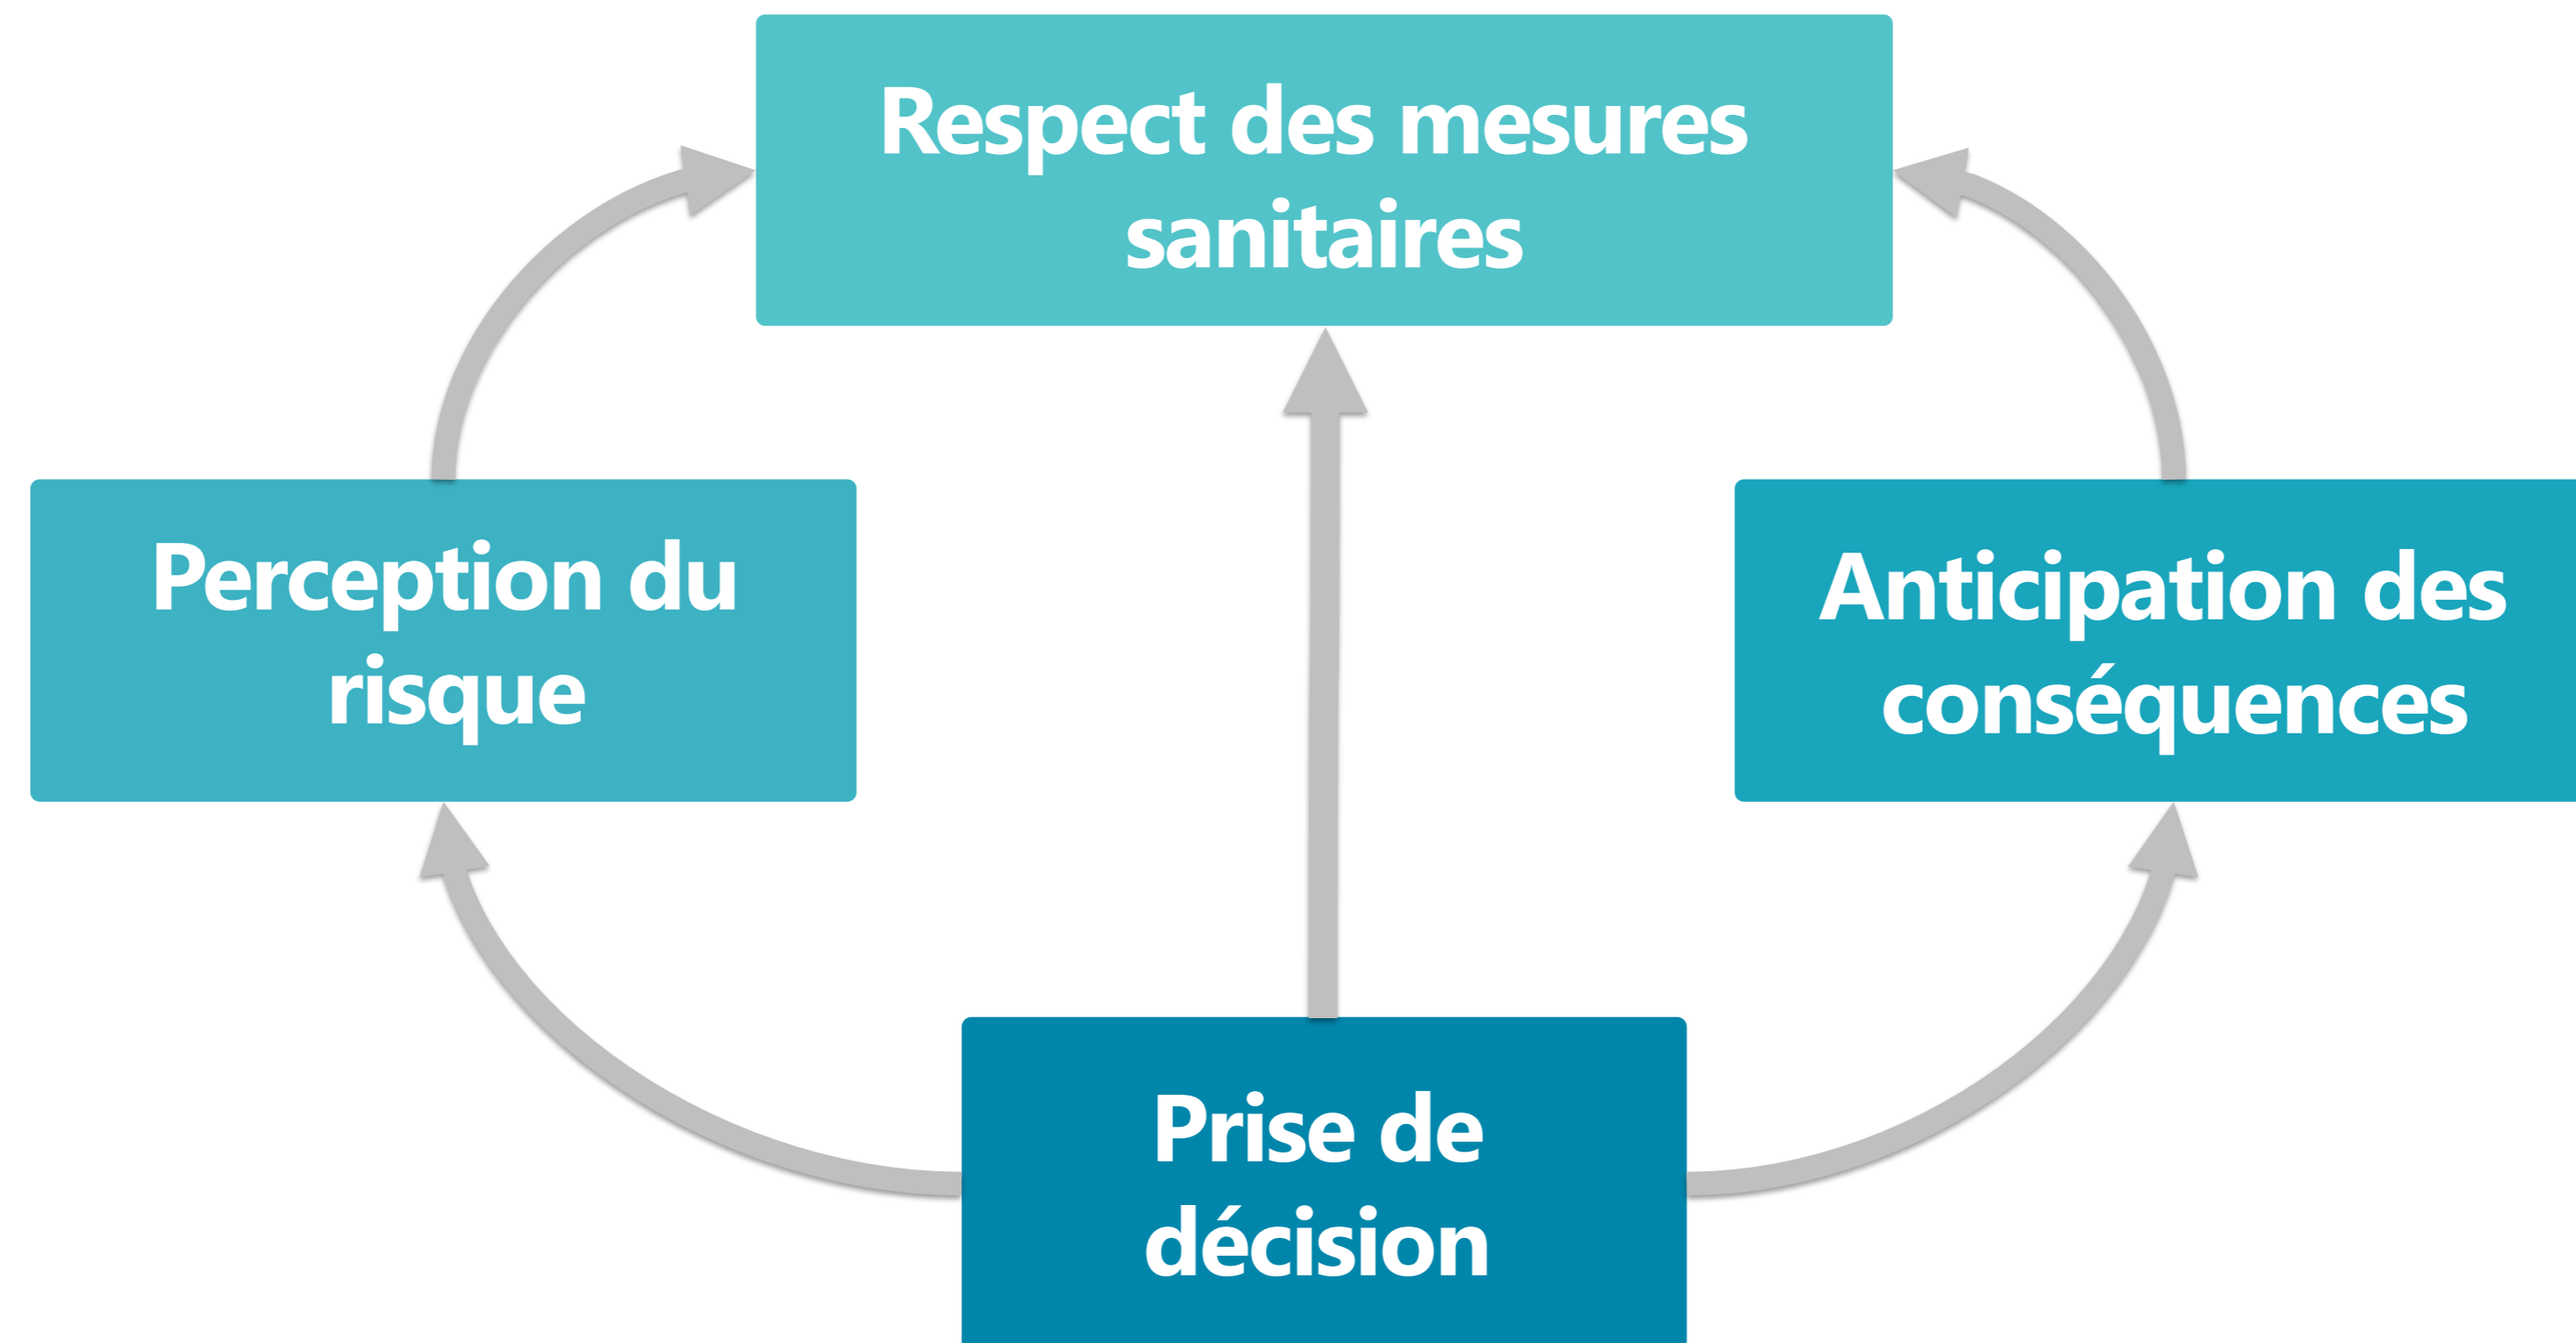 Respect des mesures
sanitaires
Perception du
risque
Anticipation des
conséquences
Prise de
décision